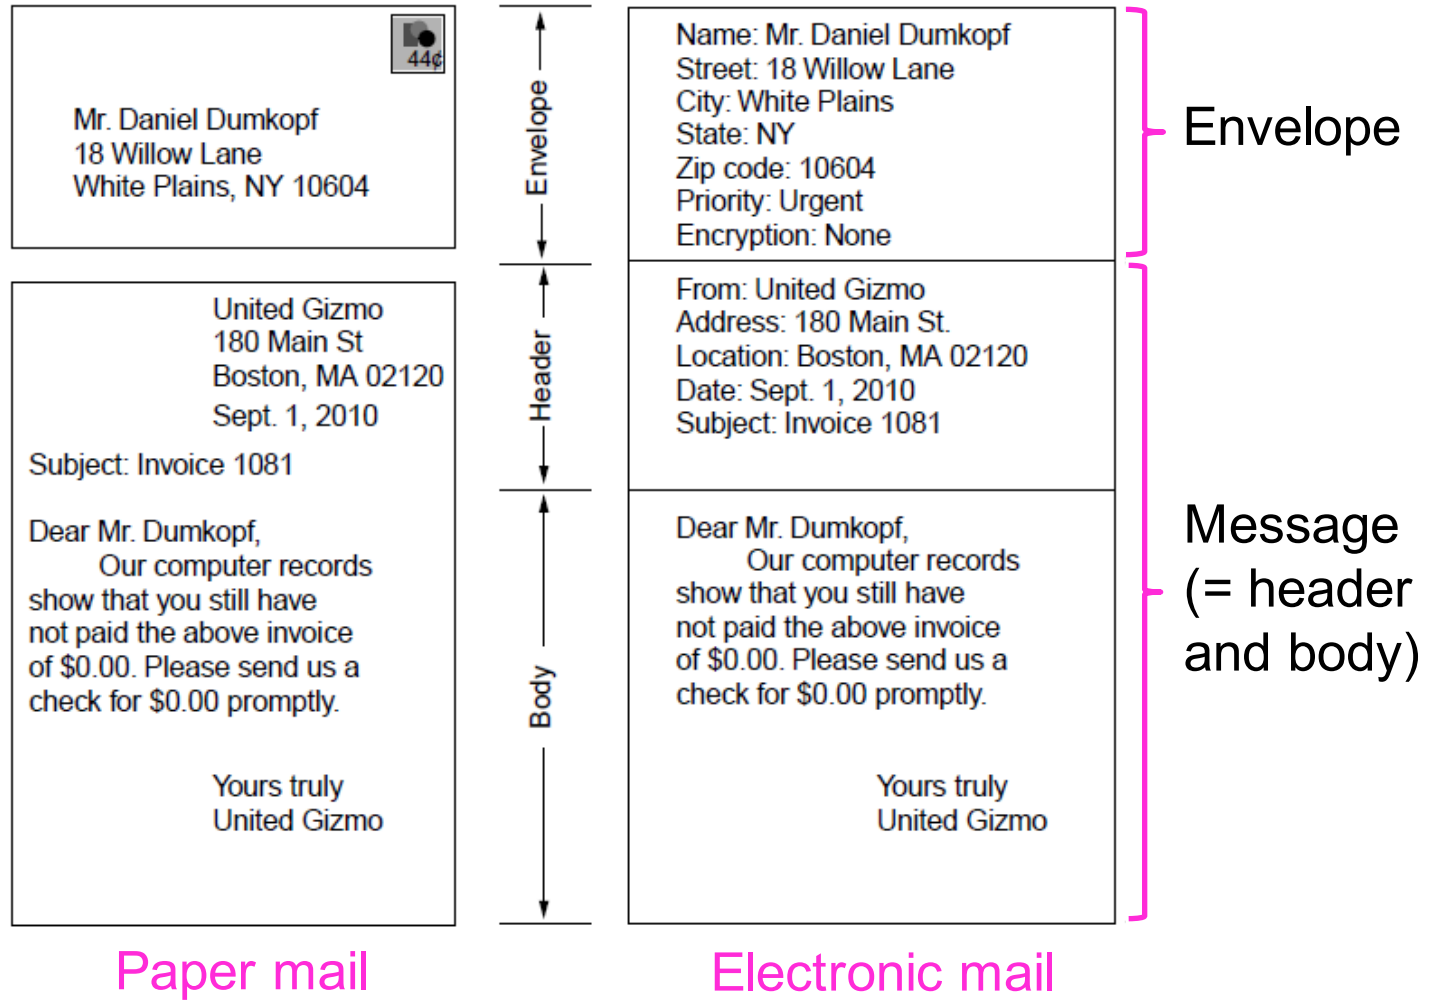 44¢
Mr. Daniel Dumkopf
18 Willow Lane
White Plains, NY 10604
United Gizmo
180 Main St
Boston, MA 02120
Sept. 1, 2010
Subject: Invoice 1081
Dear Mr. Dumkopf,
Our computer records
show that you still have
not paid the above invoice
of $0.00. Please send us a
check for $0.00 promptly.
Yours truly
United Gizmo
Paper mail
Envelope
Header
Body
Name: Mr. Daniel Dumkopf
Street: 18 Willow Lane
City: White Plains
State: NY
Zip code: 10604
Priority: Urgent
Encryption: None
From: United Gizmo
Address: 180 Main St.
Location: Boston, MA 02120
Date: Sept. 1, 2010
Subject: Invoice 1081
Dear Mr. Dumkopf,
Our computer records
show that you still have
not paid the above invoice
of $0.00. Please send us a
check for $0.00 promptly.
Yours truly
United Gizmo
Electronic mail
Envelope
Message
(= header
and body)